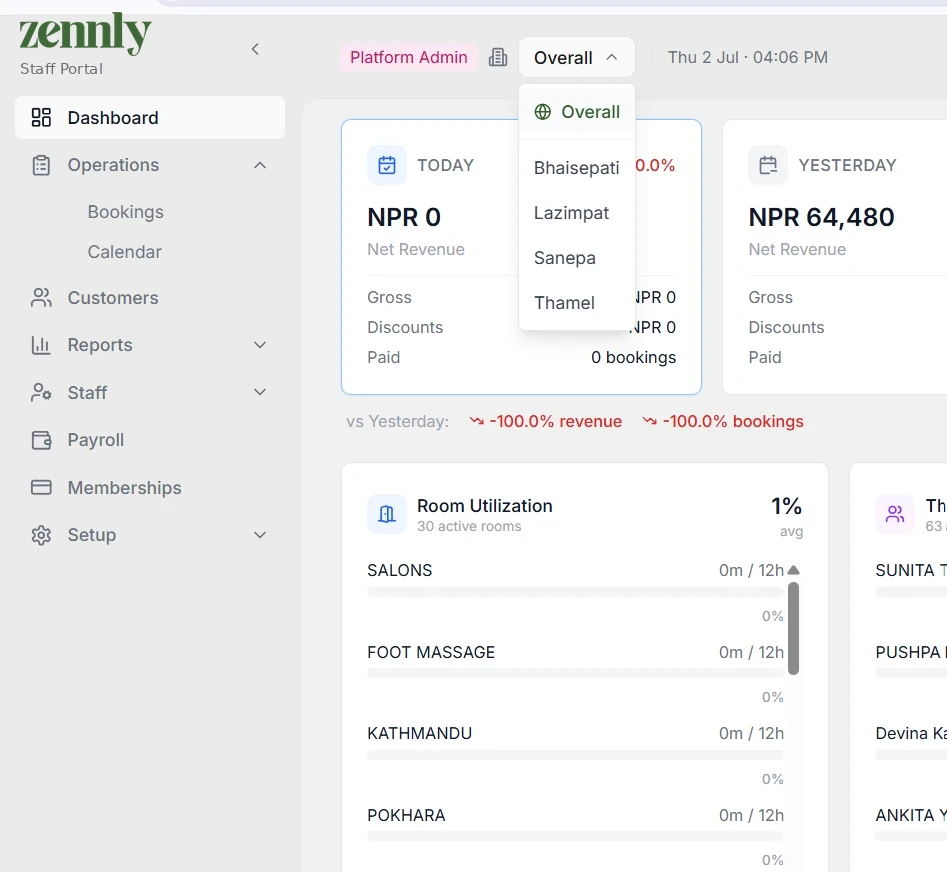 zennly
Staff Portal
Platform Admin
Overall
Thu 2 Jul · 04:06 PM
Overall
Bhaisepati
Lazimpat
Sanepa
Thamel
Dashboard
Operations
Bookings
Calendar
Customers
Reports
Staff
Payroll
Memberships
Setup
TODAY
0.0%
NPR 0
Net Revenue
Gross NPR 0
Discounts NPR 0
Paid 0 bookings
YESTERDAY
NPR 64,480
Net Revenue
Gross
Discounts
Paid
vs Yesterday: -100.0% revenue -100.0% bookings
Room Utilization 1%
30 active rooms avg
SALONS 0m / 12h
0%
FOOT MASSAGE 0m / 12h
0%
KATHMANDU 0m / 12h
0%
POKHARA 0m / 12h
0%
Th
63
SUNITA T
PUSHPA
Devina Ka
ANKITA Y